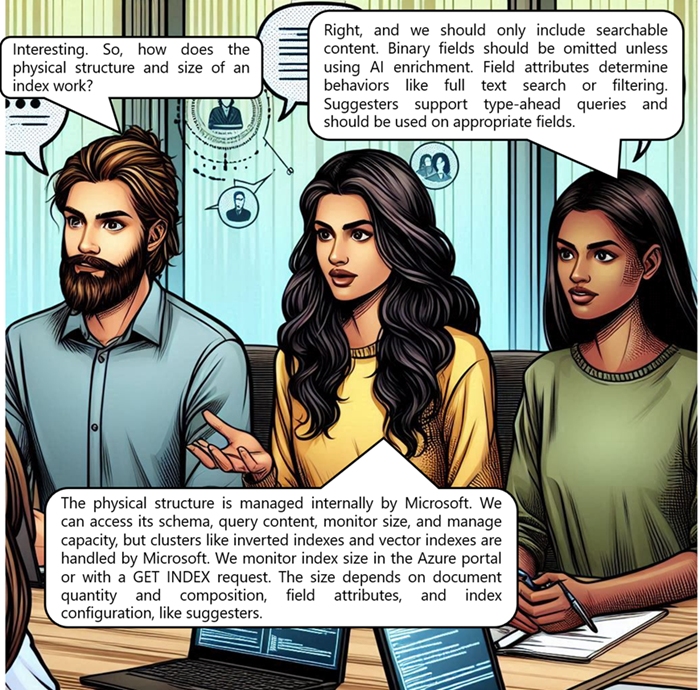 Interesting. So, how does the
physical structure and size of an
index work?
Right, and we should only include searchable
content. Binary fields should be omitted unless
using AI enrichment. Field attributes determine
behaviors like full text search or filtering.
Suggesters support type-ahead queries and
should be used on appropriate fields.
The physical structure is managed internally by Microsoft. We
can access its schema, query content, monitor size, and manage
capacity, but clusters like inverted indexes and vector indexes are
handled by Microsoft. We monitor index size in the Azure portal
or with a GET INDEX request. The size depends on document
quantity and composition, field attributes, and index
configuration, like suggesters.